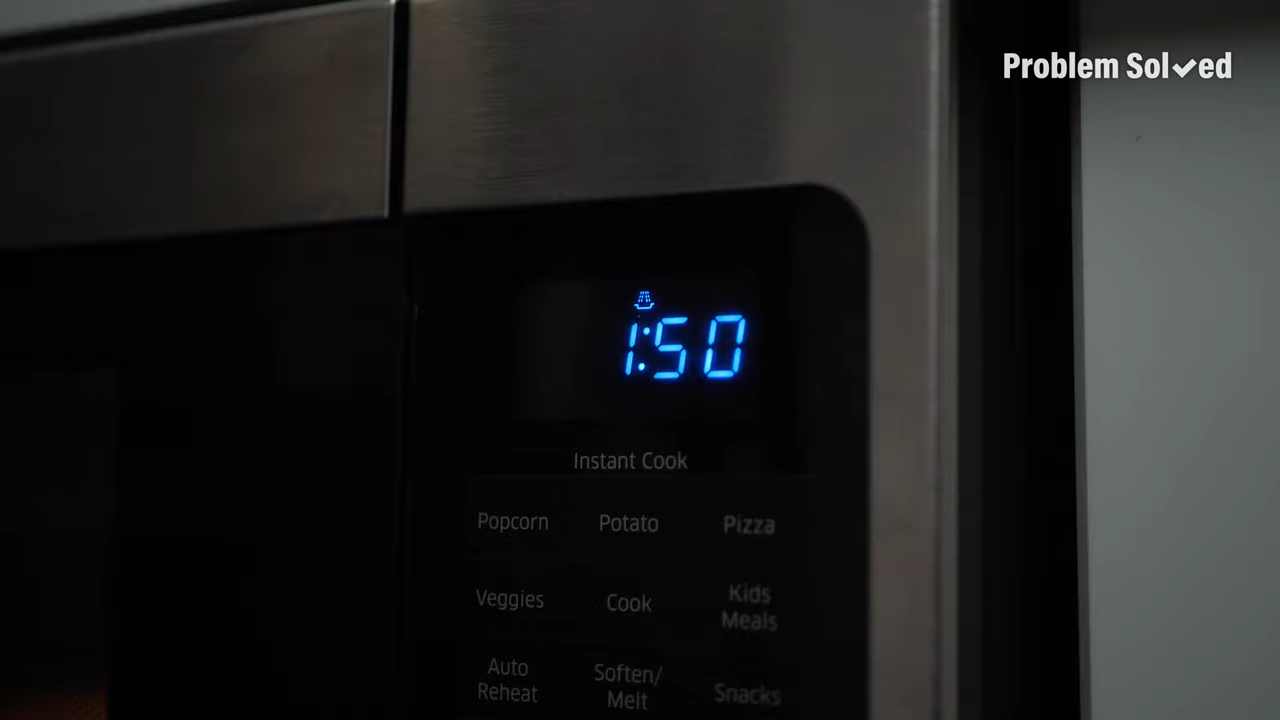 Problem Solved
1:50
Instant Cook
Popcorn Potato Pizza
Veggies Cook Kids Meals
Auto Reheat Soften/ Melt Snacks